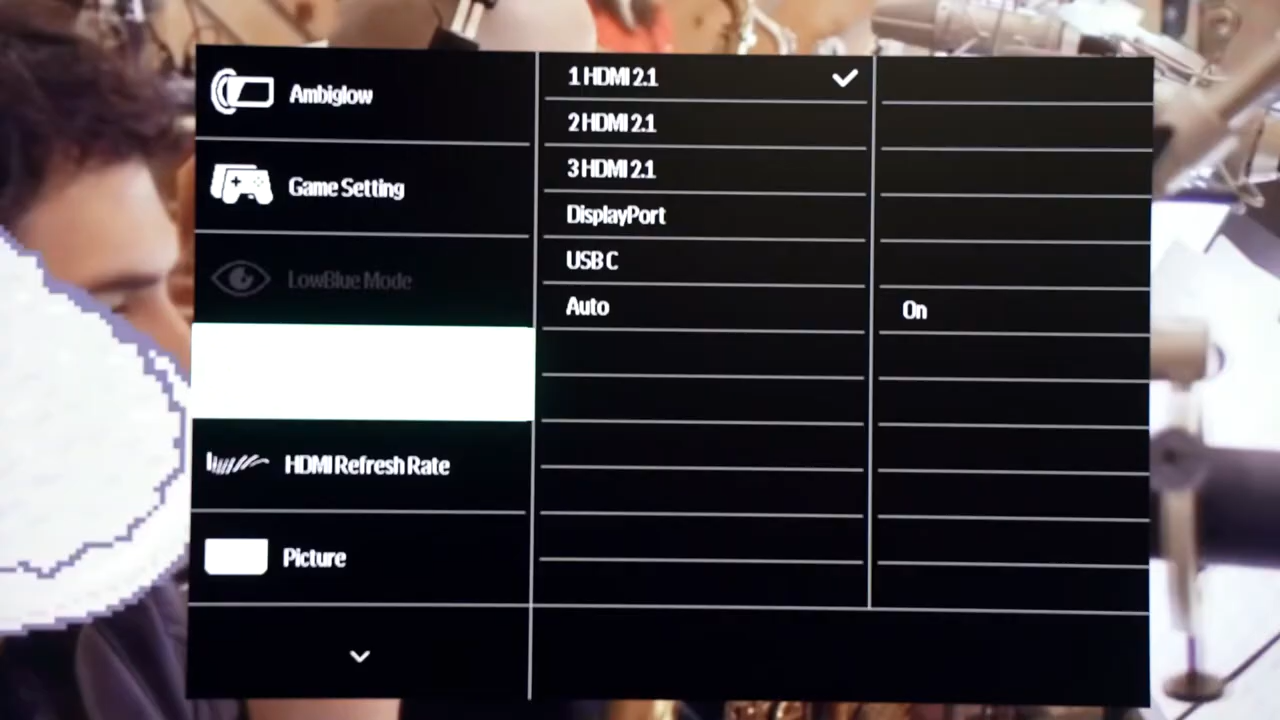 Ambiglow
Game Setting
LowBlue Mode
HDMI Refresh Rate
Picture
1 HDMI 2.1
2 HDMI 2.1
3 HDMI 2.1
DisplayPort
USB C
Auto
On